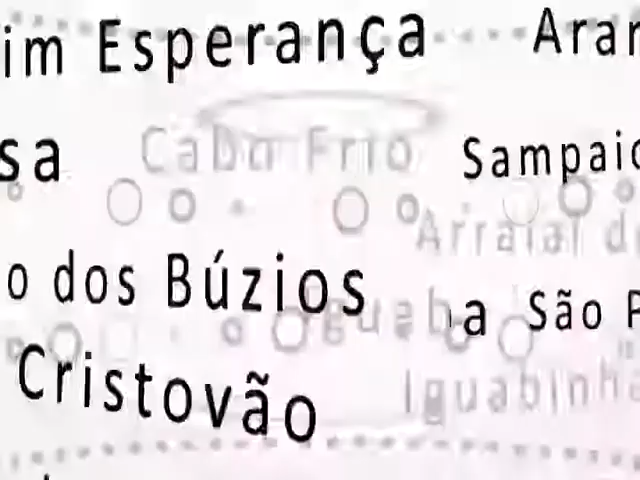 im Esperança Arar
sa Cabo Frio Sampaio
Arraial d
o dos Búzios
a São P
Cristovão Iguabinha